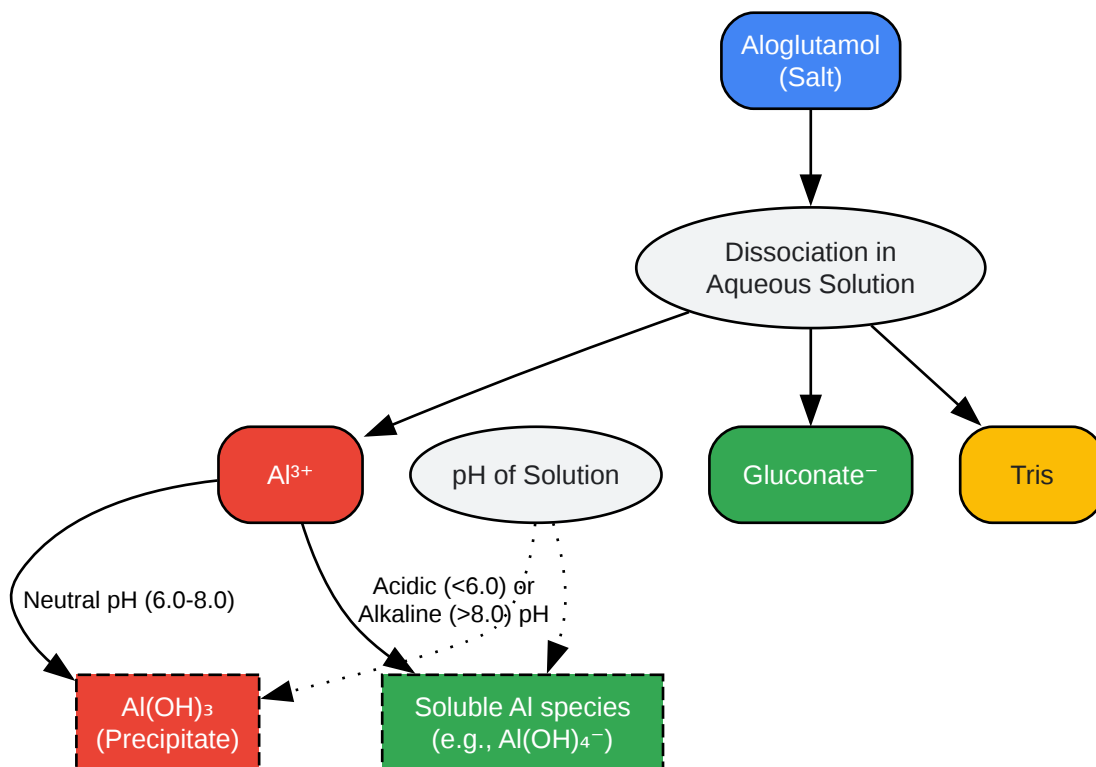 Aloglutamol
(Salt)
Dissociation in
Aqueous Solution
Al³⁺
pH of Solution
Gluconate⁻
Tris
Neutral pH (6.0-8.0)
Acidic (<6.0) or
Alkaline (>8.0) pH
Al(OH)₃
(Precipitate)
Soluble Al species
(e.g., Al(OH)₄⁻)